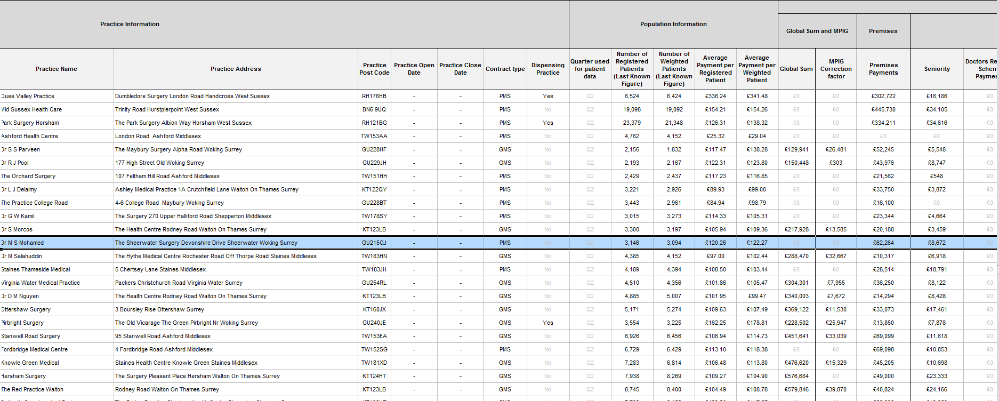 Practice Information Population Information
Global Sum and MPIG Premises
Practice Name Practice Address Practice Post Code Practice Open Date Practice Close Date Contract type Dispensing Practice Quarter used for patient data Number of Registered Patients (Last Known Figure) Number of Weighted Patients (Last Known Figure) Average Payment per Registered Patient Average Payment per Weighted Patient Global Sum MPIG Correction factor Premises Payments Seniority Doctors Re Schem Paymen
Ouse Valley Practice Dumbledore Surgery London Road Handcross West Sussex RH176HB - - PMS Yes Q2 6,524 6,424 £336.24 £341.48 £0 £0 £302,722 £16,186 £0
Mid Sussex Health Care Trinity Road Hurstpierpoint West Sussex BN6 9UQ - - PMS No Q2 19,098 19,092 £154.21 £154.26 £0 £0 £445,730 £34,105 £0
Park Surgery Horsham The Park Surgery Albion Way Horsham West Sussex RH121BG - - PMS Yes Q2 23,379 21,348 £126.31 £138.32 £0 £0 £334,211 £34,616 £0
Ashford Health Centre London Road Ashford Middlesex TW153AA - - PMS No Q2 4,762 4,152 £25.32 £29.04 £0 £0 £0 £0 £0
Dr S S Parveen The Maybury Surgery Alpha Road Woking Surrey GU228HF - - GMS No Q2 2,156 1,832 £117.47 £138.28 £129,941 £26,481 £52,245 £5,548 £0
Dr R J Pool 177 High Street Old Woking Surrey GU229JH - - GMS No Q2 2,193 2,167 £122.31 £123.80 £150,448 £303 £43,976 £8,747 £0
The Orchard Surgery 107 Feltham Hill Road Ashford Middlesex TW151HH - - PMS No Q2 2,429 2,437 £117.23 £116.85 £0 £0 £21,562 £548 £0
Dr L J Delaimy Ashley Medical Practice 1A Crutchfield Lane Walton On Thames Surrey KT122QY - - PMS No Q2 3,221 2,926 £89.93 £99.00 £0 £0 £33,750 £3,872 £0
The Practice College Road 4-6 College Road Maybury Woking Surrey GU228BT - - PMS No Q2 3,443 2,961 £84.94 £98.79 £0 £0 £16,100 £0 £0
Dr G W Kamil The Surgery 270 Upper Halliford Road Shepperton Middlesex TW178SY - - PMS No Q2 3,015 3,273 £114.33 £105.31 £0 £0 £23,344 £4,664 £0
Dr S Morcos The Health Centre Rodney Road Walton On Thames Surrey KT123LB - - GMS No Q2 3,300 3,197 £105.94 £109.36 £217,928 £13,585 £20,188 £3,459 £0
Dr M S Mohamed The Sheerwater Surgery Devonshire Drive Sheerwater Woking Surrey GU215QJ - - PMS No Q2 3,146 3,094 £120.26 £122.27 £0 £0 £62,264 £8,672 £0
Dr M Salahuddin The Hythe Medical Centre Rochester Road Off Thorpe Road Staines Middlesex TW183HN - - GMS No Q2 4,385 4,152 £97.00 £102.44 £288,470 £32,667 £10,317 £6,918 £0
Staines Thameside Medical 5 Chertsey Lane Staines Middlesex TW183JH - - PMS No Q2 4,189 4,394 £108.50 £103.44 £0 £0 £28,514 £18,791 £0
Virginia Water Medical Practice Packers Christchurch Road Virginia Water Surrey GU254RL - - GMS No Q2 4,510 4,356 £101.86 £105.47 £304,301 £7,955 £36,250 £8,122 £0
Dr D M Nguyen The Health Centre Rodney Road Walton On Thames Surrey KT123LB - - GMS No Q2 4,885 5,007 £101.95 £99.47 £340,003 £7,672 £14,294 £8,428 £0
Ottershaw Surgery 3 Boursley Rise Ottershaw Surrey KT160JX - - GMS No Q2 5,171 5,274 £109.63 £107.49 £369,122 £11,530 £33,073 £17,461 £0
Pirbright Surgery The Old Vicarage The Green Pirbright Nr Woking Surrey GU240JE - - GMS Yes Q2 3,554 3,225 £162.25 £178.81 £228,502 £25,947 £13,850 £7,878 £0
Stanwell Road Surgery 95 Stanwell Road Ashford Middlesex TW153EA - - GMS No Q2 6,926 6,456 £106.94 £114.73 £451,641 £33,039 £69,099 £11,618 £0
Fordbridge Medical Centre 4 Fordbridge Road Ashford Middlesex TW152SG - - PMS No Q2 6,729 6,429 £113.10 £118.38 £0 £0 £69,098 £10,853 £0
Knowle Green Medical Staines Health Centre Knowle Green Staines Middlesex TW181XD - - GMS No Q2 7,283 6,814 £106.48 £113.80 £476,620 £15,329 £45,205 £10,698 £0
Hersham Surgery The Surgery Pleasant Place Hersham Walton On Thames Surrey KT124HT - - GMS No Q2 7,938 8,269 £109.27 £104.90 £576,684 £0 £49,000 £23,333 £0
The Red Practice Walton Rodney Road Walton On Thames Surrey KT123LB - - GMS No Q2 8,745 8,400 £104.49 £108.78 £579,846 £39,870 £40,824 £24,166 £0